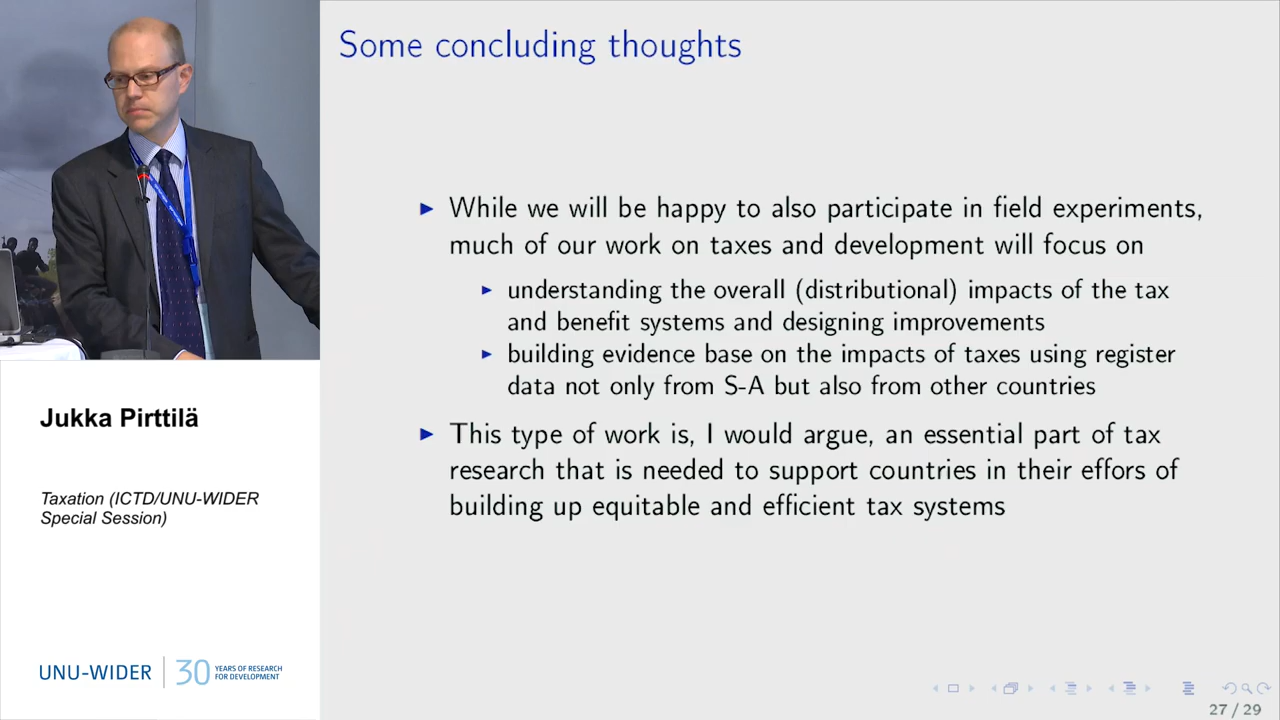 Some concluding thoughts
While we will be happy to also participate in field experiments,
much of our work on taxes and development will focus on
understanding the overall (distributional) impacts of the tax
and benefit systems and designing improvements
building evidence base on the impacts of taxes using register
data not only from S-A but also from other countries
This type of work is, I would argue, an essential part of tax
research that is needed to support countries in their effors of
building up equitable and efficient tax systems
Jukka Pirttilä
Taxation (ICTD/UNU-WIDER
Special Session)
UNU-WIDER
30
YEARS OF RESEARCH
FOR DEVELOPMENT
27 / 29